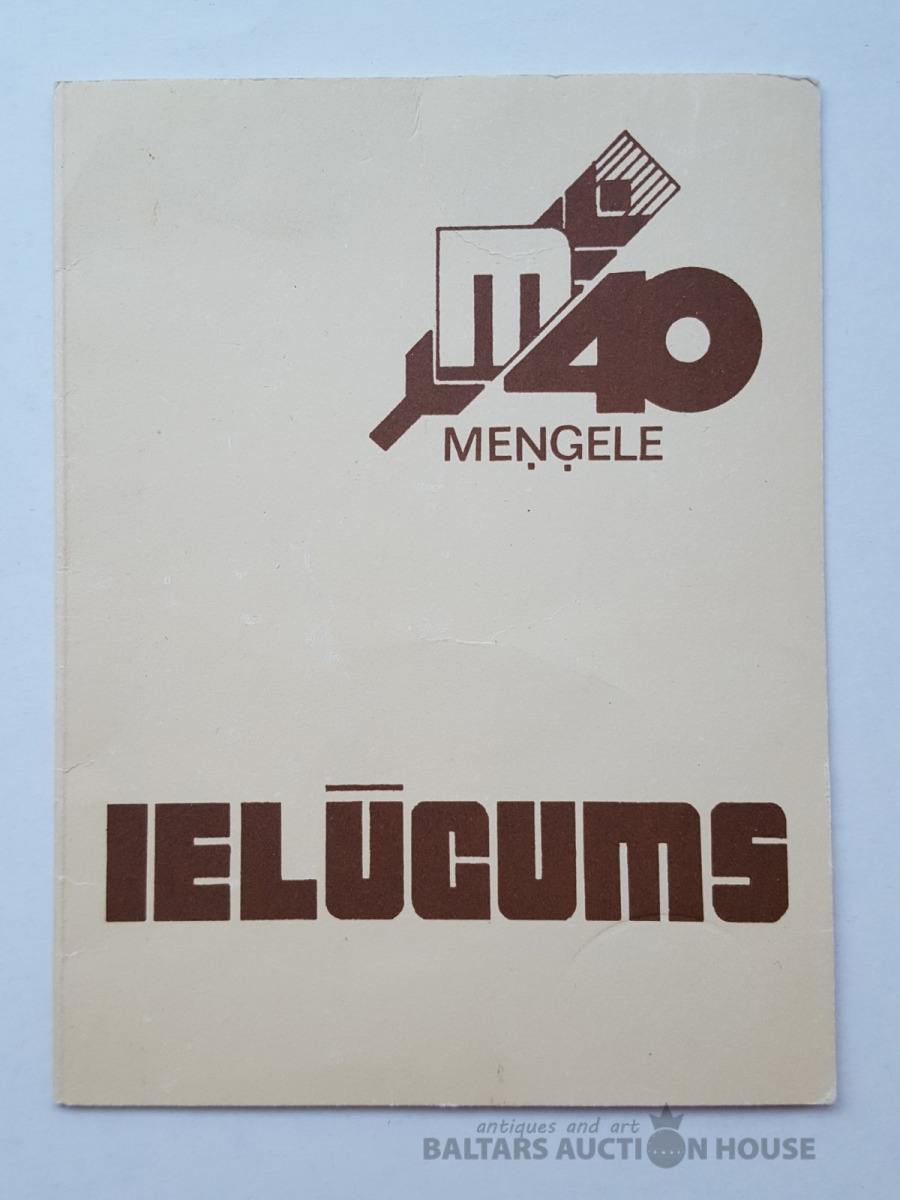 m 40
MEŅĢELE
IELŪGUMS
antiques and art
BALTARS AUCTION HOUSE